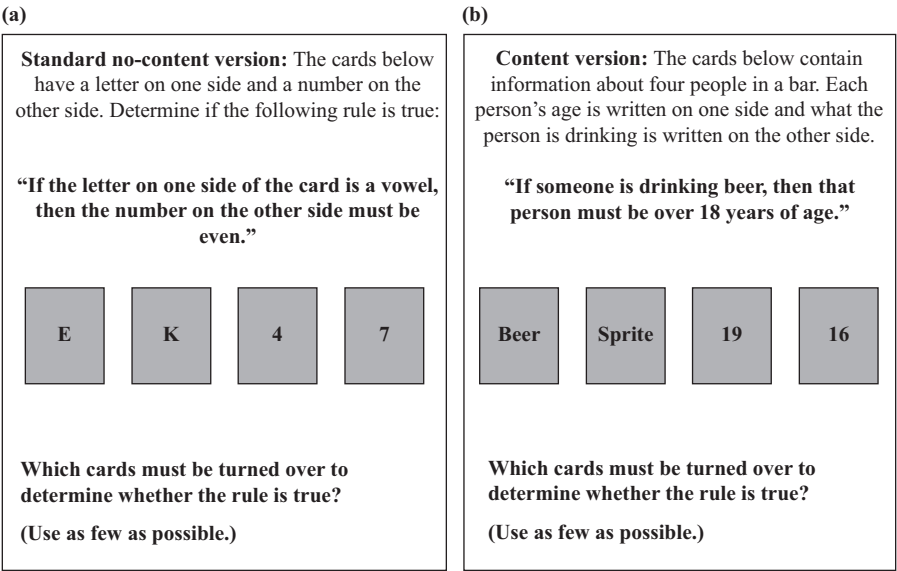 (a)
Standard no-content version: The cards below
have a letter on one side and a number on the
other side. Determine if the following rule is true:
“If the letter on one side of the card is a vowel,
then the number on the other side must be
even.”
E
K
4
7
Which cards must be turned over to
determine whether the rule is true?
(Use as few as possible.)
(b)
Content version: The cards below contain
information about four people in a bar. Each
person’s age is written on one side and what the
person is drinking is written on the other side.
“If someone is drinking beer, then that
person must be over 18 years of age.”
Beer
Sprite
19
16
Which cards must be turned over to
determine whether the rule is true?
(Use as few as possible.)